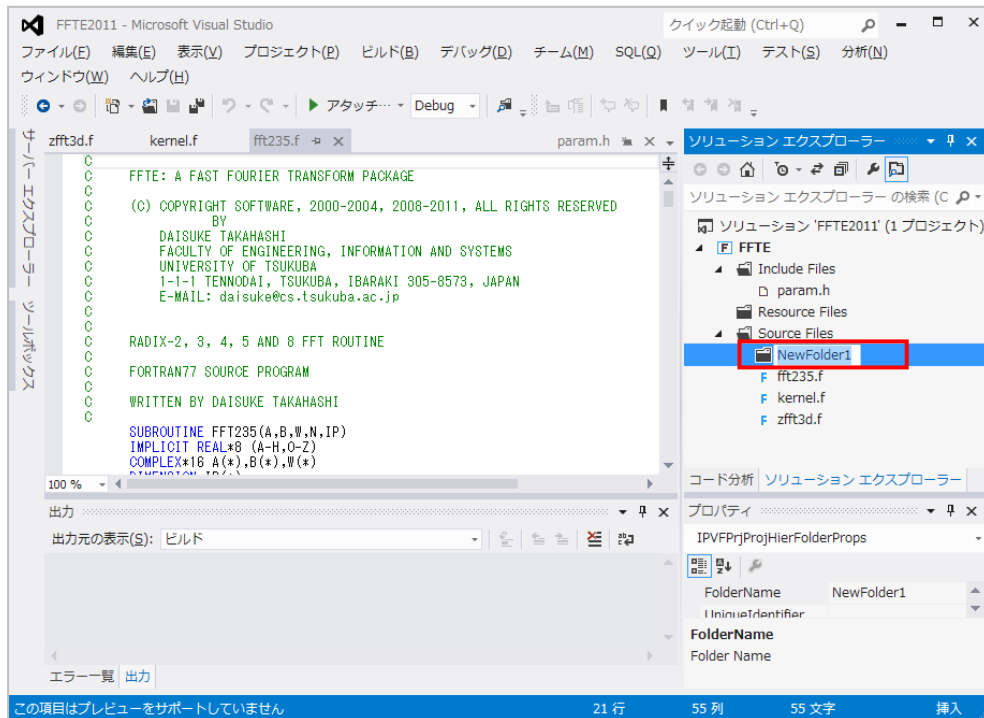 FFTE2011 - Microsoft Visual Studio
クイック起動 (Ctrl+Q)
ファイル(F) 編集(E) 表示(V) プロジェクト(P) ビルド(B) デバッグ(D) チーム(M) SQL(Q) ツール(I) テスト(S) 分析(N)
ウィンドウ(W) ヘルプ(H)
アタッチ… Debug
サーバー エクスプローラー
ツールボックス
zfft3d.f kernel.f fft235.f param.h
C
C FFTE: A FAST FOURIER TRANSFORM PACKAGE
C
C (C) COPYRIGHT SOFTWARE, 2000-2004, 2008-2011, ALL RIGHTS RESERVED
C BY
C DAISUKE TAKAHASHI
C FACULTY OF ENGINEERING, INFORMATION AND SYSTEMS
C UNIVERSITY OF TSUKUBA
C 1-1-1 TENNODAI, TSUKUBA, IBARAKI 305-8573, JAPAN
C E-MAIL: daisuke@cs.tsukuba.ac.jp
C
C
C RADIX-2, 3, 4, 5 AND 8 FFT ROUTINE
C
C FORTRAN77 SOURCE PROGRAM
C
C WRITTEN BY DAISUKE TAKAHASHI
C
SUBROUTINE FFT235(A,B,W,N,IP)
IMPLICIT REAL*8 (A-H,O-Z)
COMPLEX*16 A(*),B(*),W(*)
DIMENSION IP(*)
100 %
出力
出力元の表示(S): ビルド
エラー一覧 出力
ソリューション エクスプローラー
ソリューション エクスプローラー の検索 (C
ソリューション 'FFTE2011' (1 プロジェクト)
F FFTE
Include Files
param.h
Resource Files
Source Files
NewFolder1
F fft235.f
F kernel.f
F zfft3d.f
コード分析 ソリューション エクスプローラー
プロパティ
IPVFPrjProjHierFolderProps
FolderName NewFolder1
UniqueIdentifier
FolderName
Folder Name
この項目はプレビューをサポートしていません 21 行 55 列 55 文字 挿入